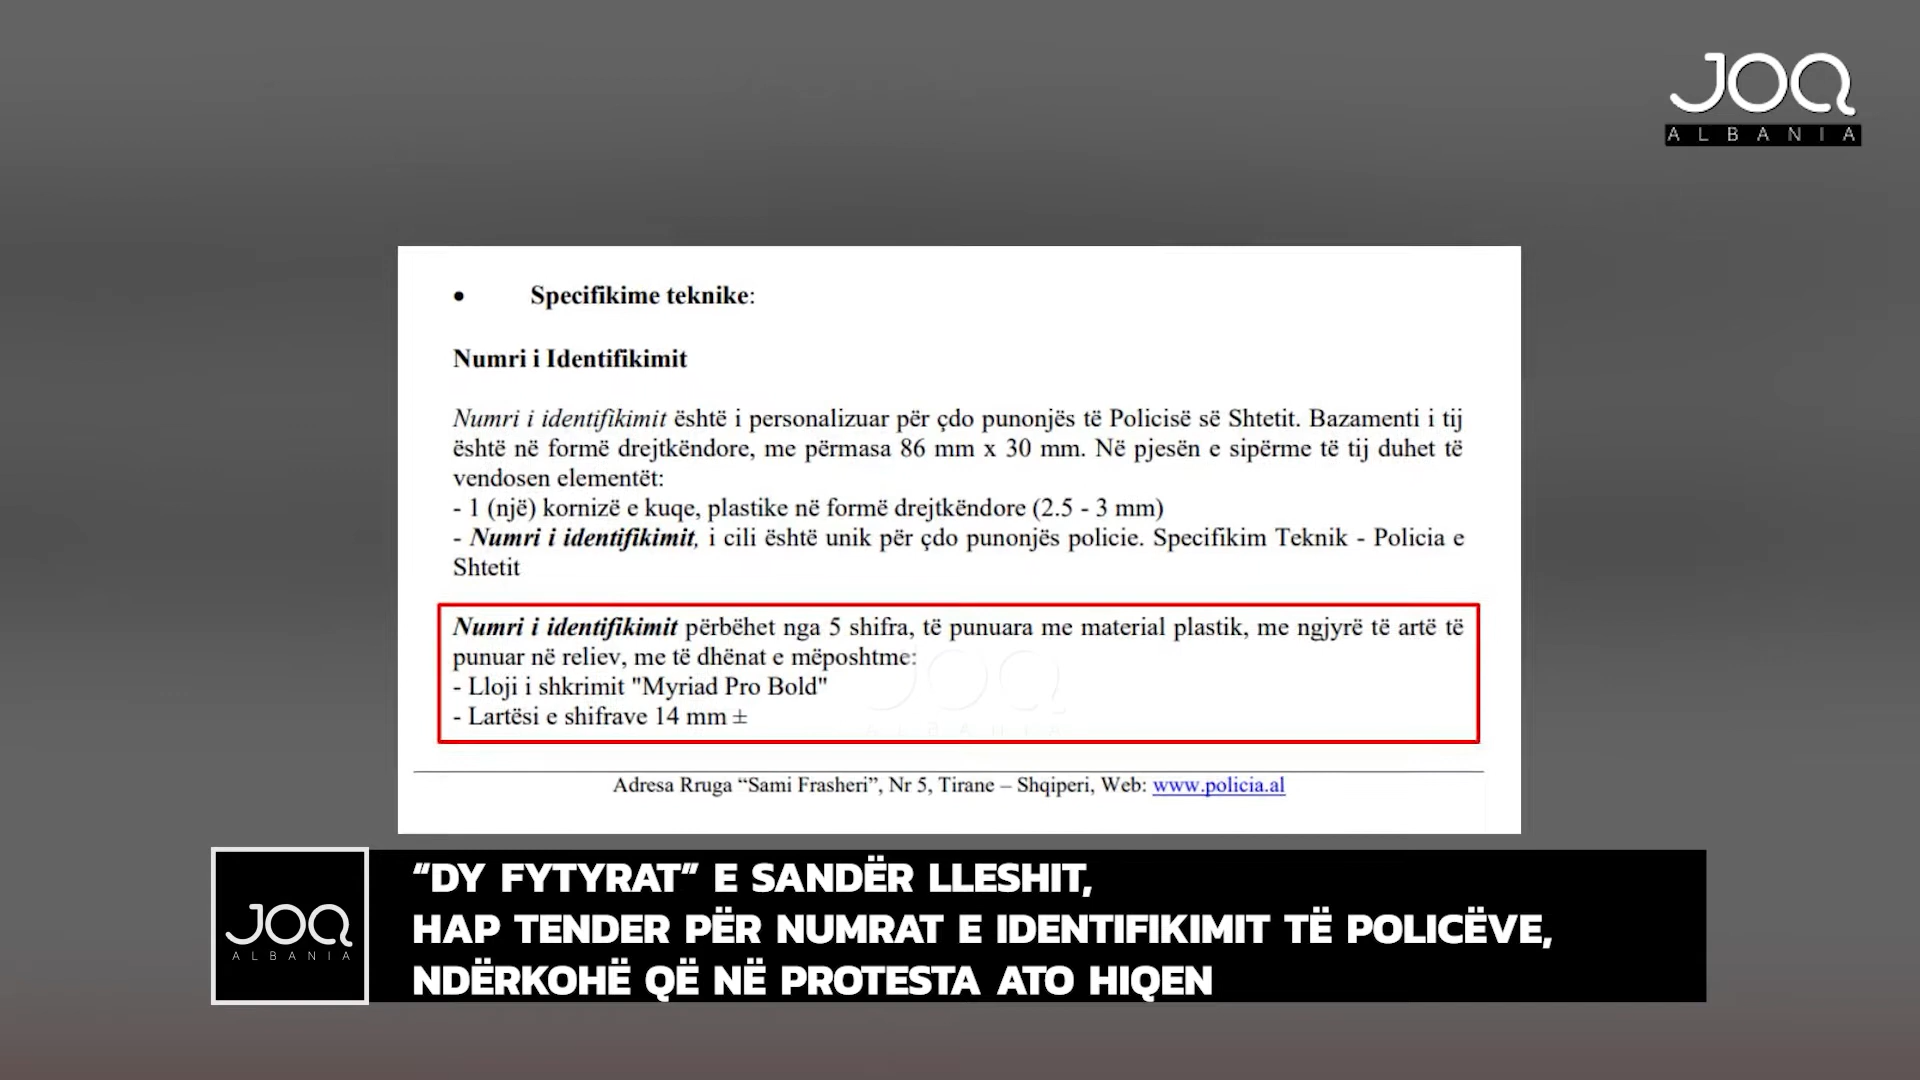 JOQ
ALBANIA
• Specifikime teknike:
Numri i Identifikimit
Numri i identifikimit është i personalizuar për çdo punonjës të Policisë së Shtetit. Bazamenti i tij
është në formë drejtkëndore, me përmasa 86 mm x 30 mm. Në pjesën e sipërme të tij duhet të
vendosen elementët:
- 1 (një) kornizë e kuqe, plastike në formë drejtkëndore (2.5 - 3 mm)
- Numri i identifikimit, i cili është unik për çdo punonjës policie. Specifikim Teknik - Policia e
Shtetit
Numri i identifikimit përbëhet nga 5 shifra, të punuara me material plastik, me ngjyrë të artë të
punuar në reliev, me të dhënat e mëposhtme:
- Lloji i shkrimit "Myriad Pro Bold"
- Lartësi e shifrave 14 mm ±
JOQ
ALBANIA
Adresa Rruga “Sami Frasheri”, Nr 5, Tirane – Shqiperi, Web: www.policia.al
JOQ
ALBANIA
“DY FYTYRAT” E SANDËR LLESHIT,
HAP TENDER PËR NUMRAT E IDENTIFIKIMIT TË POLICËVE,
NDËRKOHË QË NË PROTESTA ATO HIQEN